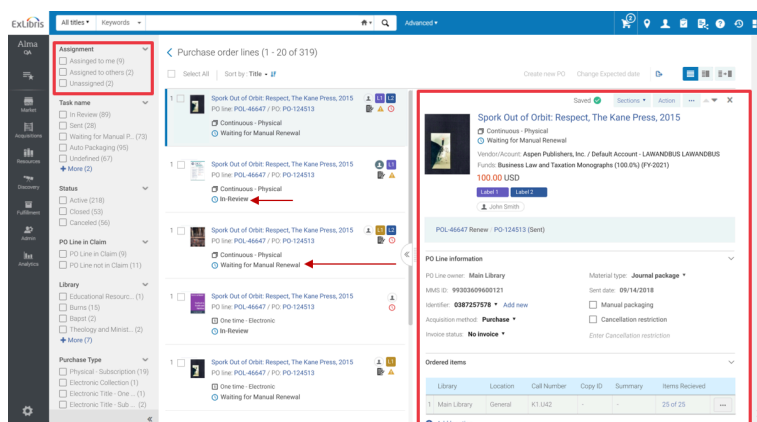 ExLibris
All titles
Keywords
2
Advanced
Alma
QA
Market
Acquisitions
Resources
Discovery
Fulfillment
Admin
Analytics
Assignment
Assinged to me (9)
Assigned to others (2)
Unassigned (2)
Task name
In Review (89)
Sent (28)
Waiting for Manual P... (73)
Auto Packaging (95)
Undefined (67)
+ More (2)
Status
Active (218)
Closed (53)
Canceled (56)
PO Line in Claim
PO Line in Claim (9)
PO Line not in Claim (11)
Library
Educational Resourc... (1)
Burns (15)
Bapst (2)
Theology and Minist... (2)
+ More (7)
Purchase Type
Physical - Subscription (19)
Electronic Collection (1)
Electronic Title - One ... (1)
Electronic Title - Sub ... (2)
Purchase order lines (1 - 20 of 319)
Select All
Sort by : Title
Create new PO
Change Expected date
1
Spork Out of Orbit: Respect, The Kane Press, 2015
L1 L2
PO line: POL-46647 / PO: PO-124513
Continuous - Physical
Waiting for Manual Renewal
1
Spork Out of Orbit: Respect, The Kane Press, 2015
L1
PO line: POL-46647 / PO: PO-124513
Continuous - Physical
In-Review
1
Spork Out of Orbit: Respect, The Kane Press, 2015
L1 L2
PO line: POL-46647 / PO: PO-124513
Continuous - Physical
Waiting for Manual Renewal
1
Spork Out of Orbit: Respect, The Kane Press, 2015
PO line: POL-46647 / PO: PO-124513
One time - Electronic
In-Review
1
Spork Out of Orbit: Respect, The Kane Press, 2015
L1
PO line: POL-46647 / PO: PO-124513
One time - Electronic
Waiting for Manual Renewal
Saved
Sections
Action
Spork Out of Orbit: Respect, The Kane Press, 2015
Continuous - Physical
Waiting for Manual Renewal
Vendor/Account: Aspen Publishers, Inc. / Default Account - LAWANDBUS LAWANDBUS
Funds: Business Law and Taxation Monographs (100.0%) (FY-2021)
100.00 USD
Label 1
Label 2
John Smith
POL-46647 Renew / PO-124513 (Sent)
PO Line information
PO Line owner: Main Library
Material type: Journal package
MMS ID: 99303609600121
Sent date: 09/14/2018
Identifier: 0387257578
Add new
Manual packaging
Acquisition method: Purchase
Cancellation restriction
Invoice status: No invoice
Enter Cancellation restriction
Ordered items
Library Location Call Number Copy ID Summary Items Recieved
1 Main Library General K1.U42 - - 25 of 25 ...